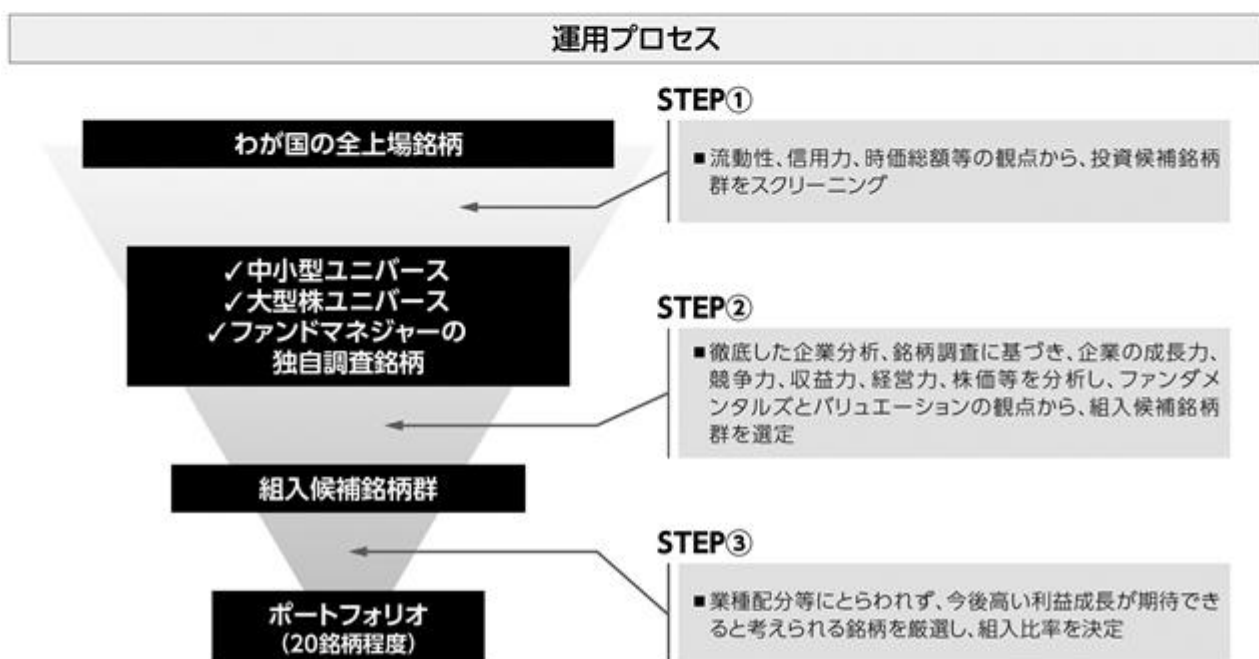 運用プロセス
わが国の全上場銘柄
✓中小型ユニバース
✓大型株ユニバース
✓ファンドマネジャーの
独自調査銘柄
組入候補銘柄群
ポートフォリオ
(20銘柄程度)
STEP①
■流動性、信用力、時価総額等の観点から、投資候補銘柄
群をスクリーニング
STEP②
■徹底した企業分析、銘柄調査に基づき、企業の成長力、
競争力、収益力、経営力、株価等を分析し、ファンダメ
ンタルズとバリュエーションの観点から、組入候補銘柄
群を選定
STEP③
■業種配分等にとらわれず、今後高い利益成長が期待でき
ると考えられる銘柄を厳選し、組入比率を決定